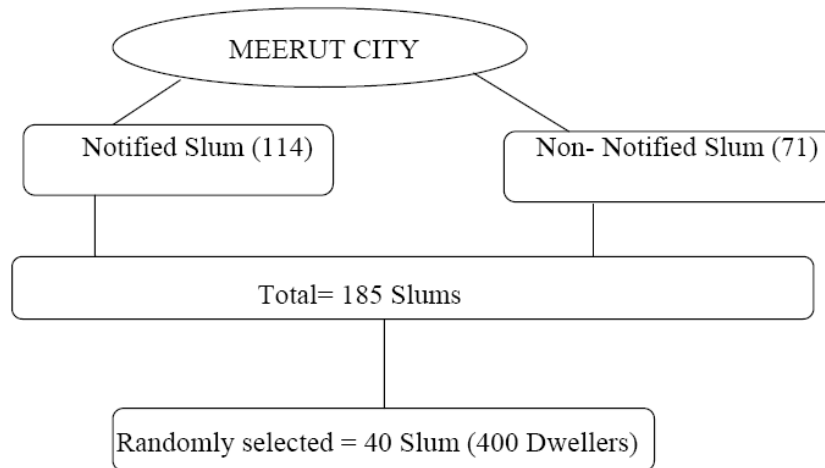 MEERUT CITY
Notified Slum (114)
Non- Notified Slum (71)
Total= 185 Slums
Randomly selected = 40 Slum (400 Dwellers)